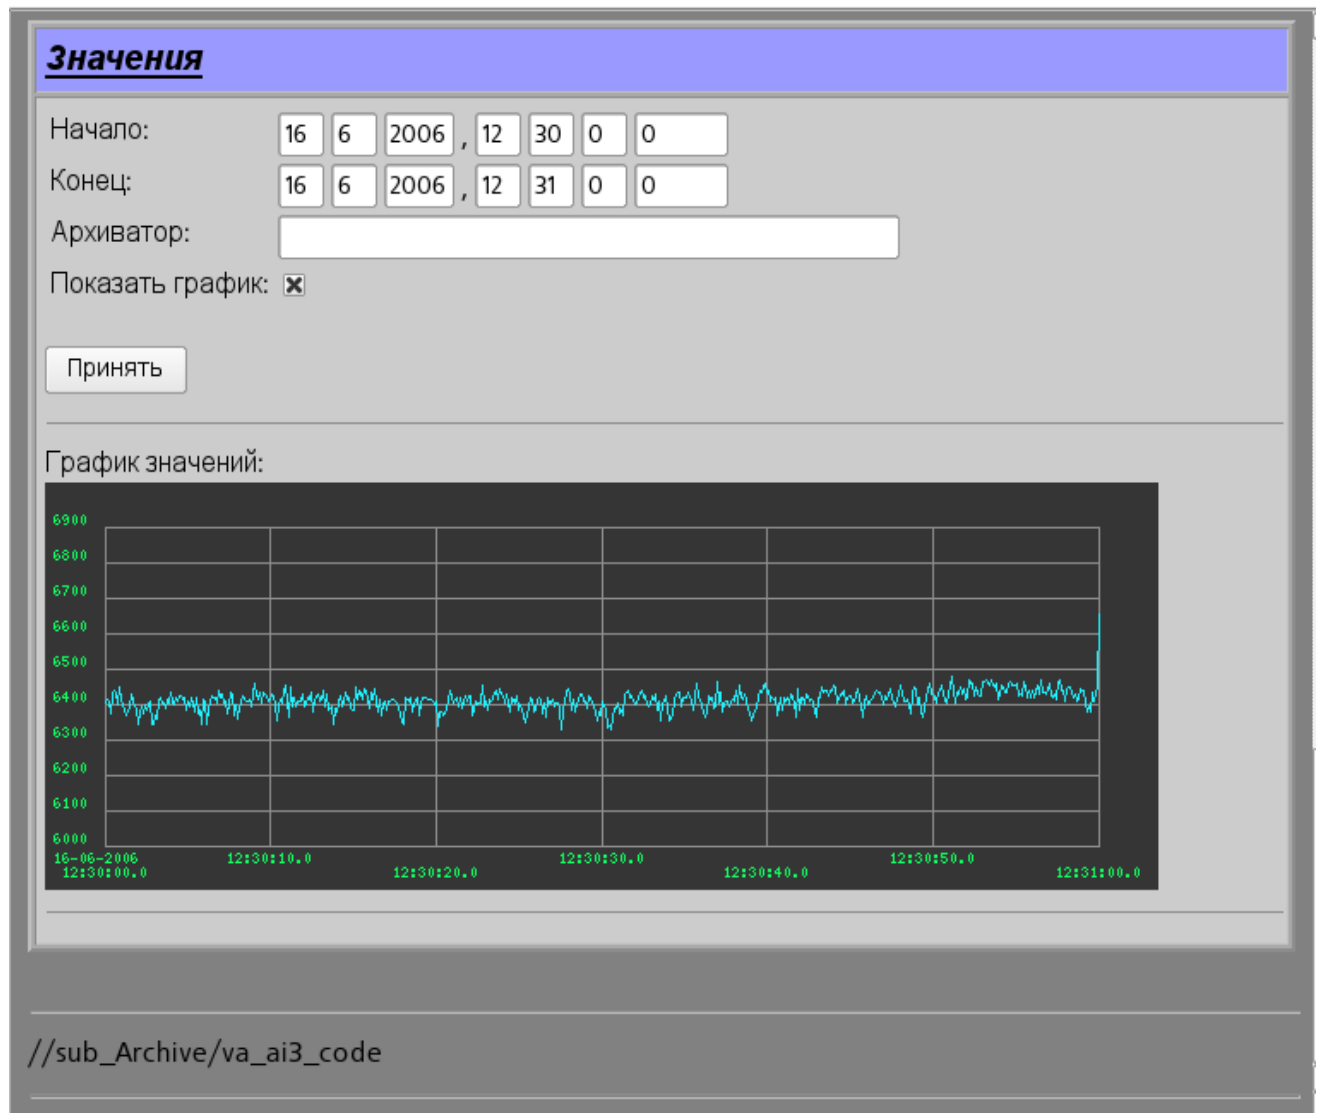 Значения
Начало: 16 6 2006 , 12 30 0 0
Конец: 16 6 2006 , 12 31 0 0
Архиватор:
Показать график:
Принять
График значений:
6900
6800
6700
6600
6500
6400
6300
6200
6100
6000
16-06-2006 12:30:10.0 12:30:30.0 12:30:50.0
12:30:00.0 12:30:20.0 12:30:40.0 12:31:00.0
//sub_Archive/va_ai3_code